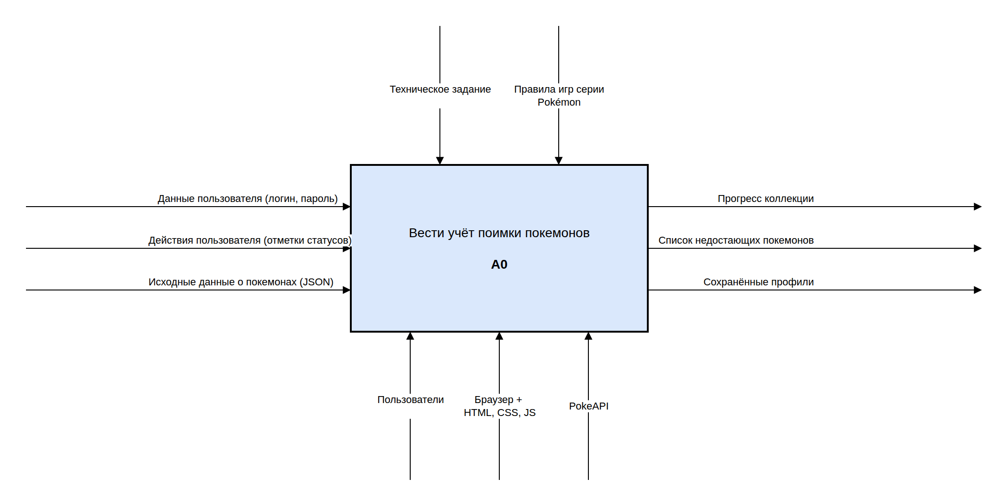 Техническое задание
Правила игр серии
Pokémon
Данные пользователя (логин, пароль)
Действия пользователя (отметки статусов)
Исходные данные о покемонах (JSON)
Вести учёт поимки покемонов
A0
Прогресс коллекции
Список недостающих покемонов
Сохранённые профили
Пользователи
Браузер +
HTML, CSS, JS
PokeAPI